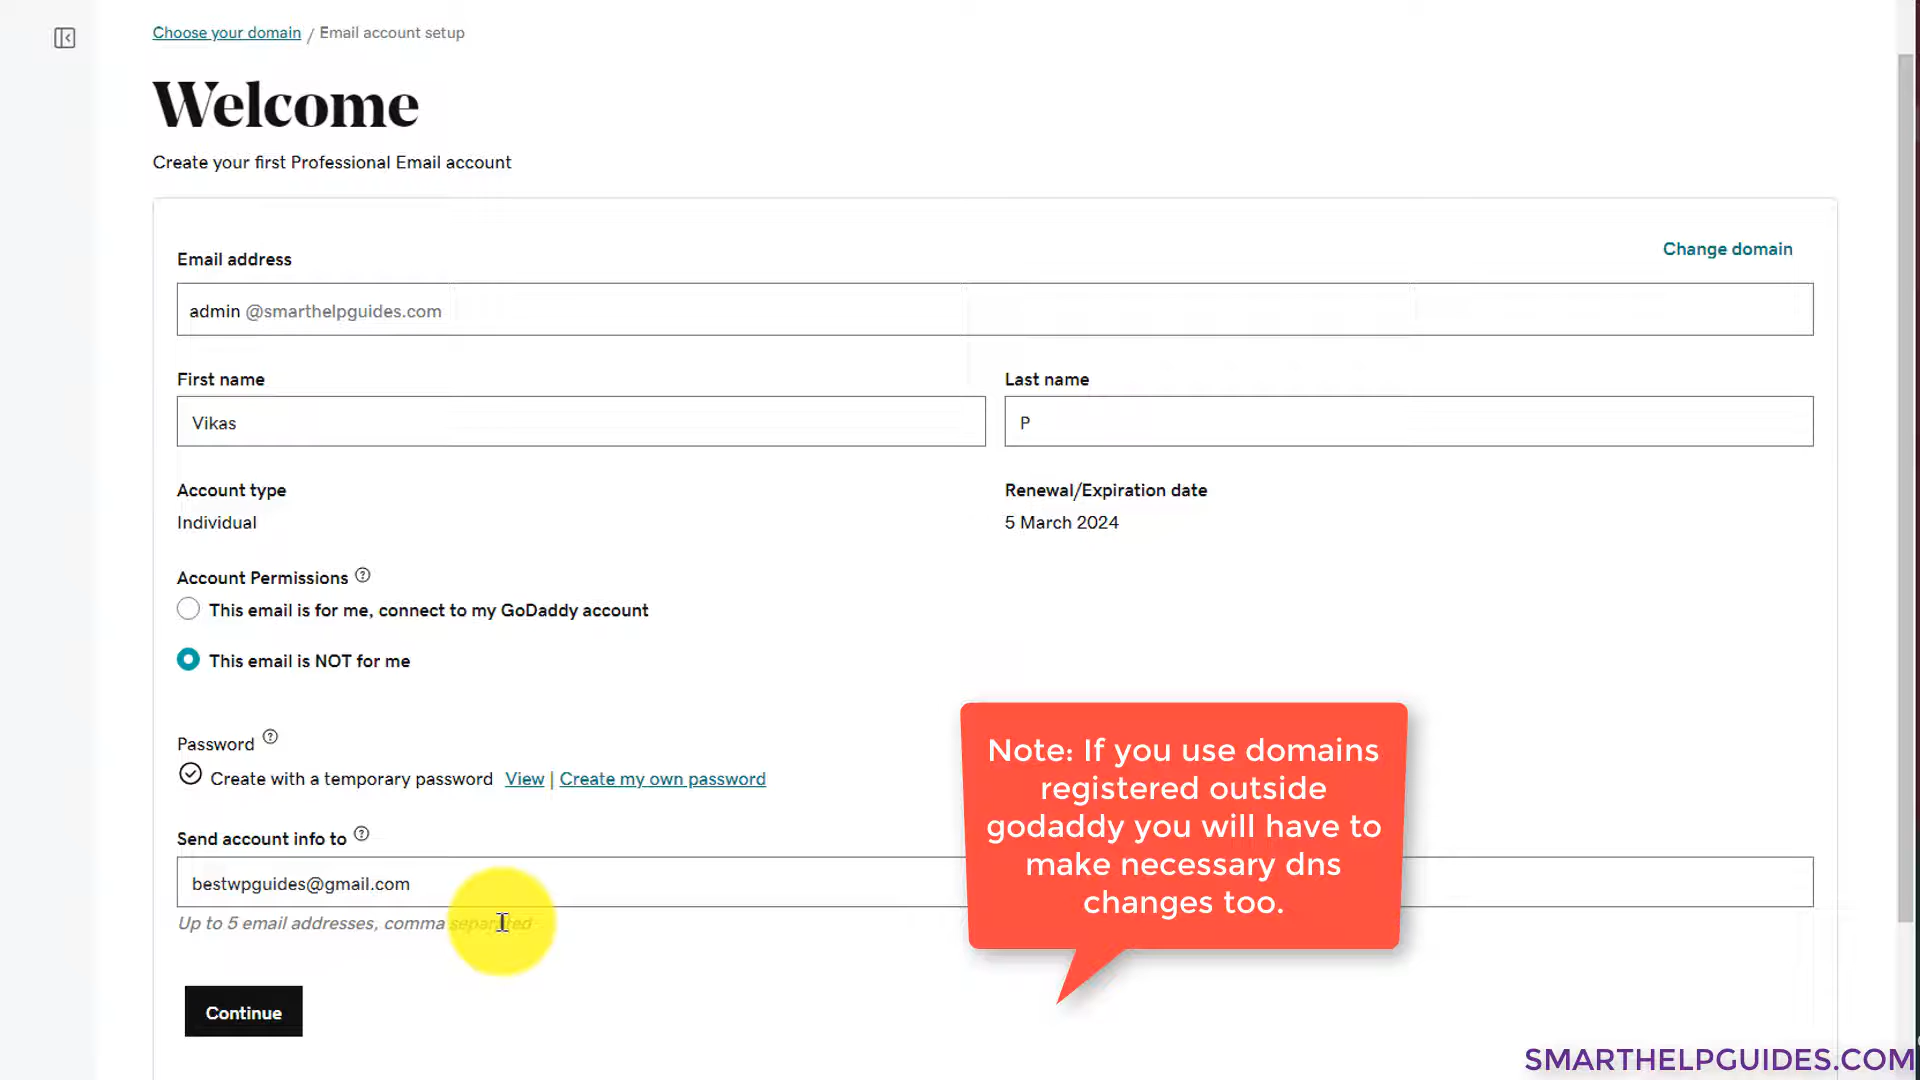 Choose your domain / Email account setup
Welcome
Create your first Professional Email account
Change domain
Email address
admin @smarthelpguides.com
First name
Last name
Vikas
P
Account type
Renewal/Expiration date
Individual
5 March 2024
Account Permissions ?
This email is for me, connect to my GoDaddy account
This email is NOT for me
Password ?
Create with a temporary password View | Create my own password
Send account info to ?
bestwpguides@gmail.com
Up to 5 email addresses, comma separated
Continue
Note: If you use domains
registered outside
godaddy you will have to
make necessary dns
changes too.
SMARTHELPGUIDES.COM